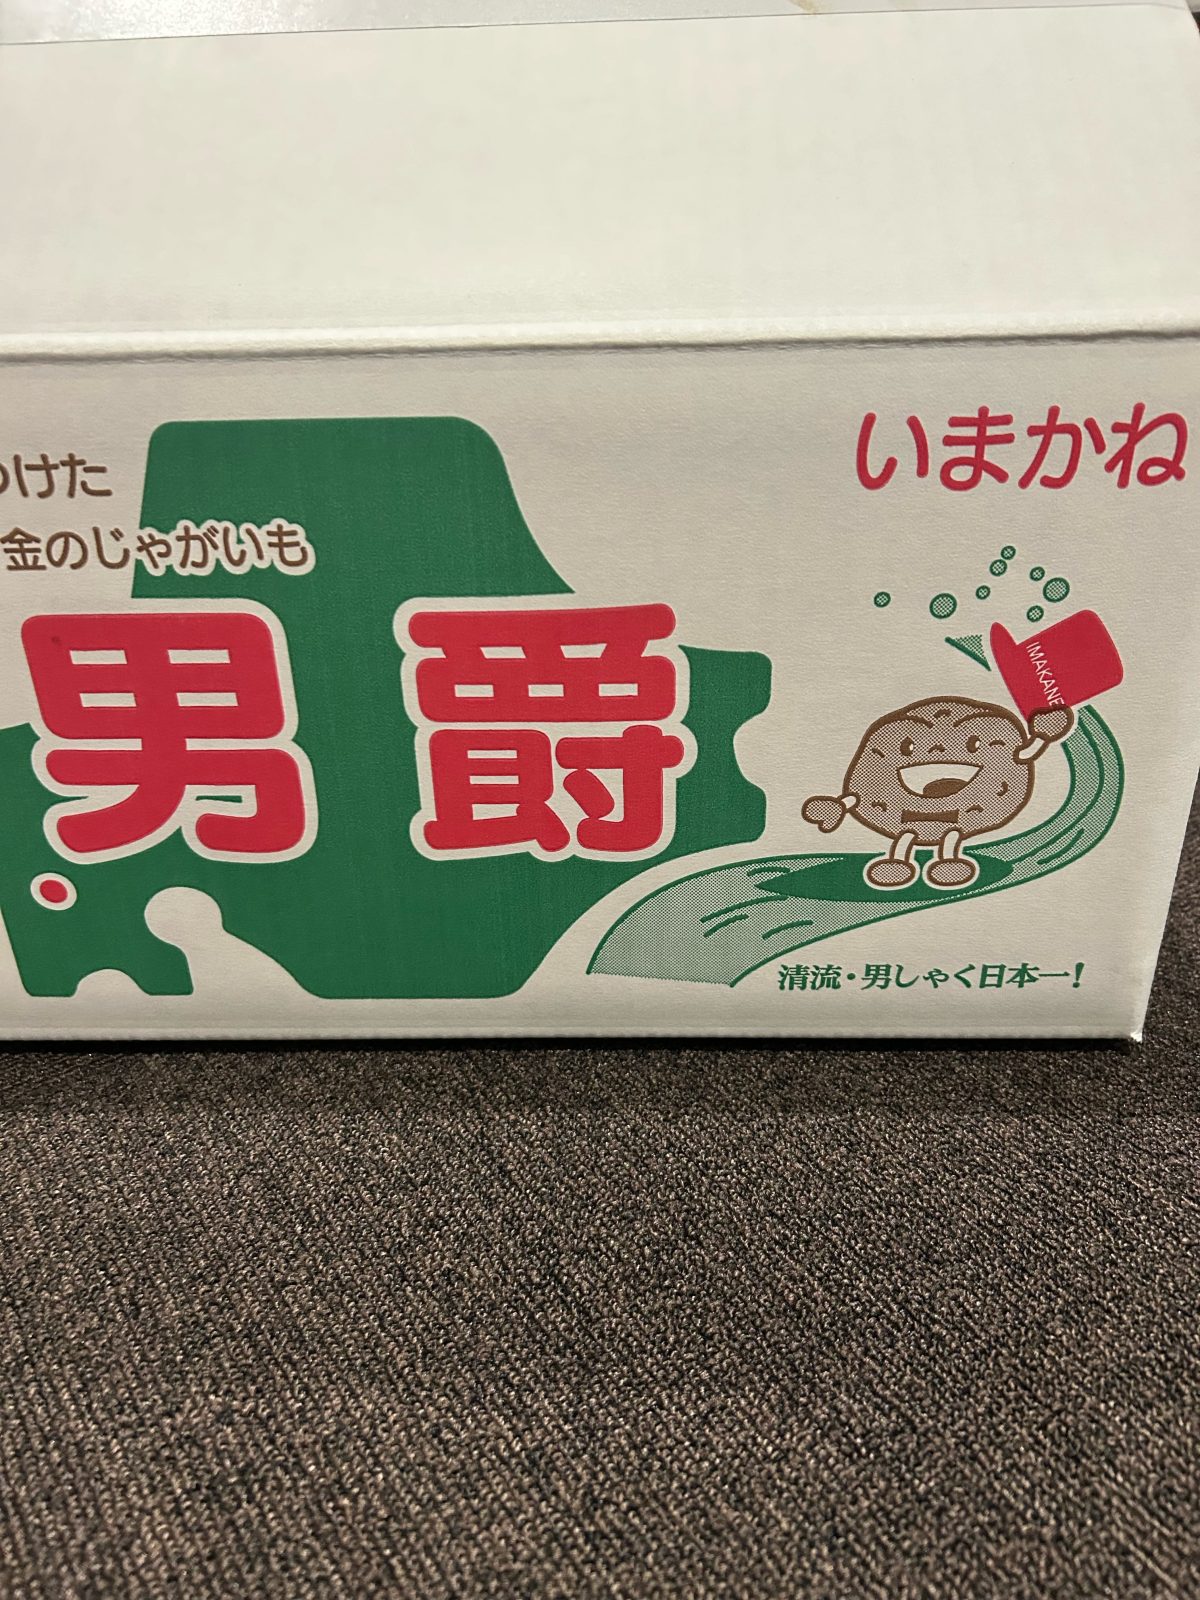 けた
金のじゃがいも
男爵
いまかね
IMAKANE
清流・男しゃく日本一!